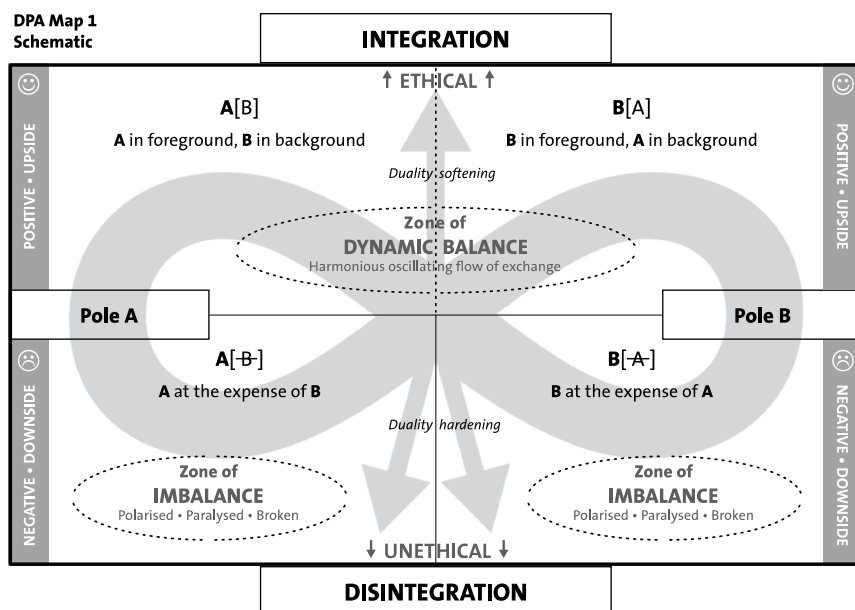 DPA Map 1
Schematic
INTEGRATION
↑ ETHICAL ↑
A[B]
A in foreground, B in background
B[A]
B in foreground, A in background
POSITIVE • UPSIDE
POSITIVE • UPSIDE
Duality softening
Zone of
DYNAMIC BALANCE
Harmonious oscillating flow of exchange
Pole A
Pole B
A[B]
A at the expense of B
B[A]
B at the expense of A
NEGATIVE • DOWNSIDE
NEGATIVE • DOWNSIDE
Duality hardening
Zone of
IMBALANCE
Polarised • Paralysed • Broken
Zone of
IMBALANCE
Polarised • Paralysed • Broken
↓ UNETHICAL ↓
DISINTEGRATION